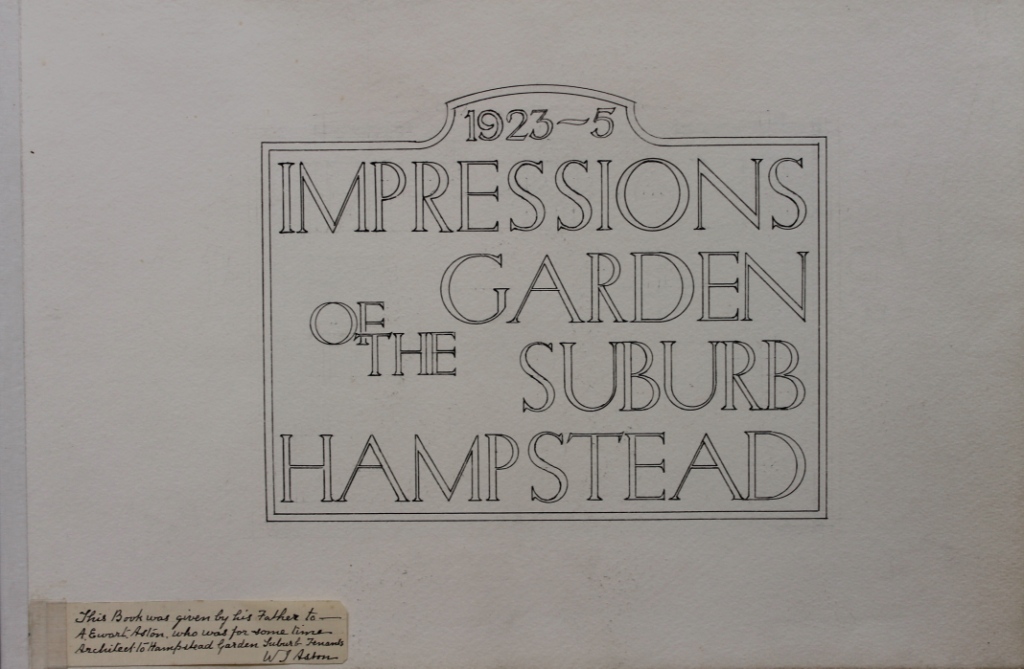 1923~5
IMPRESSIONS
GARDEN
OF
THE
SUBURB
HAMPSTEAD
This Book was given by his Father to —
A. Ewart Aston, who was for some time
Architect to Hampstead Garden Suburb Tenants
W J Aston